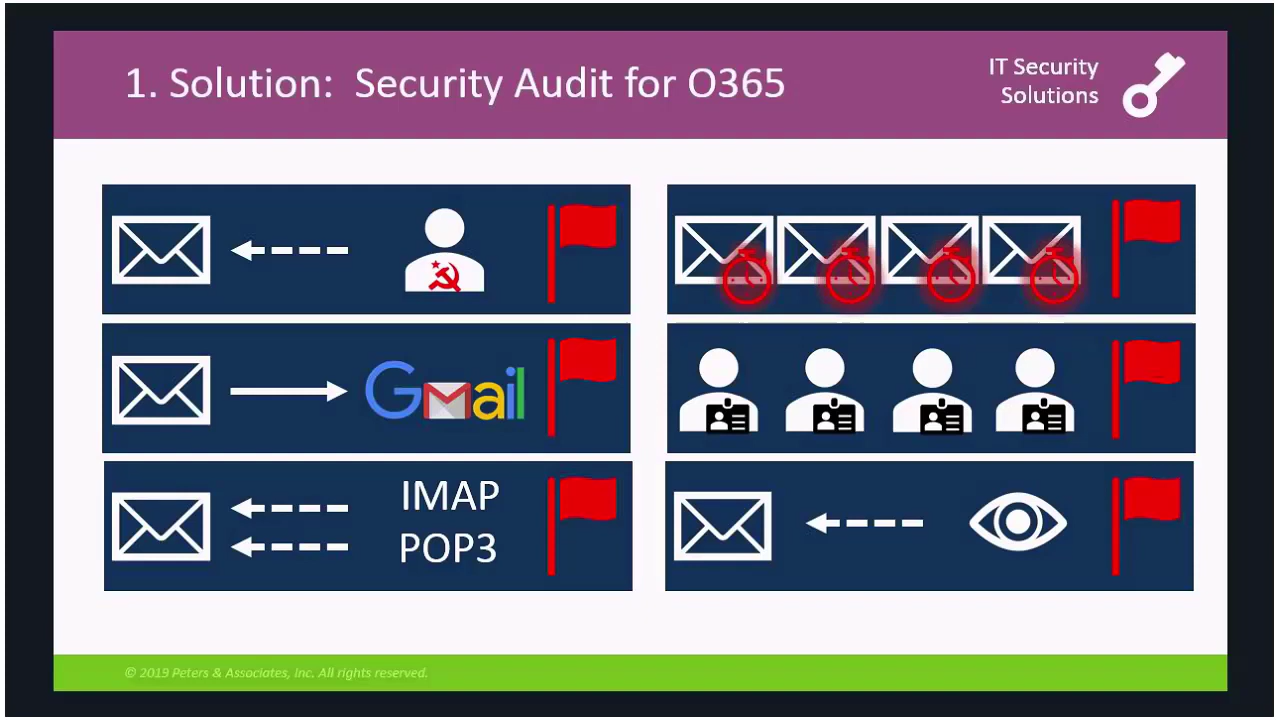 1. Solution:  Security Audit for O365
IT Security
Solutions
Gmail
IMAP
POP3
© 2019 Peters & Associates, Inc. All rights reserved.